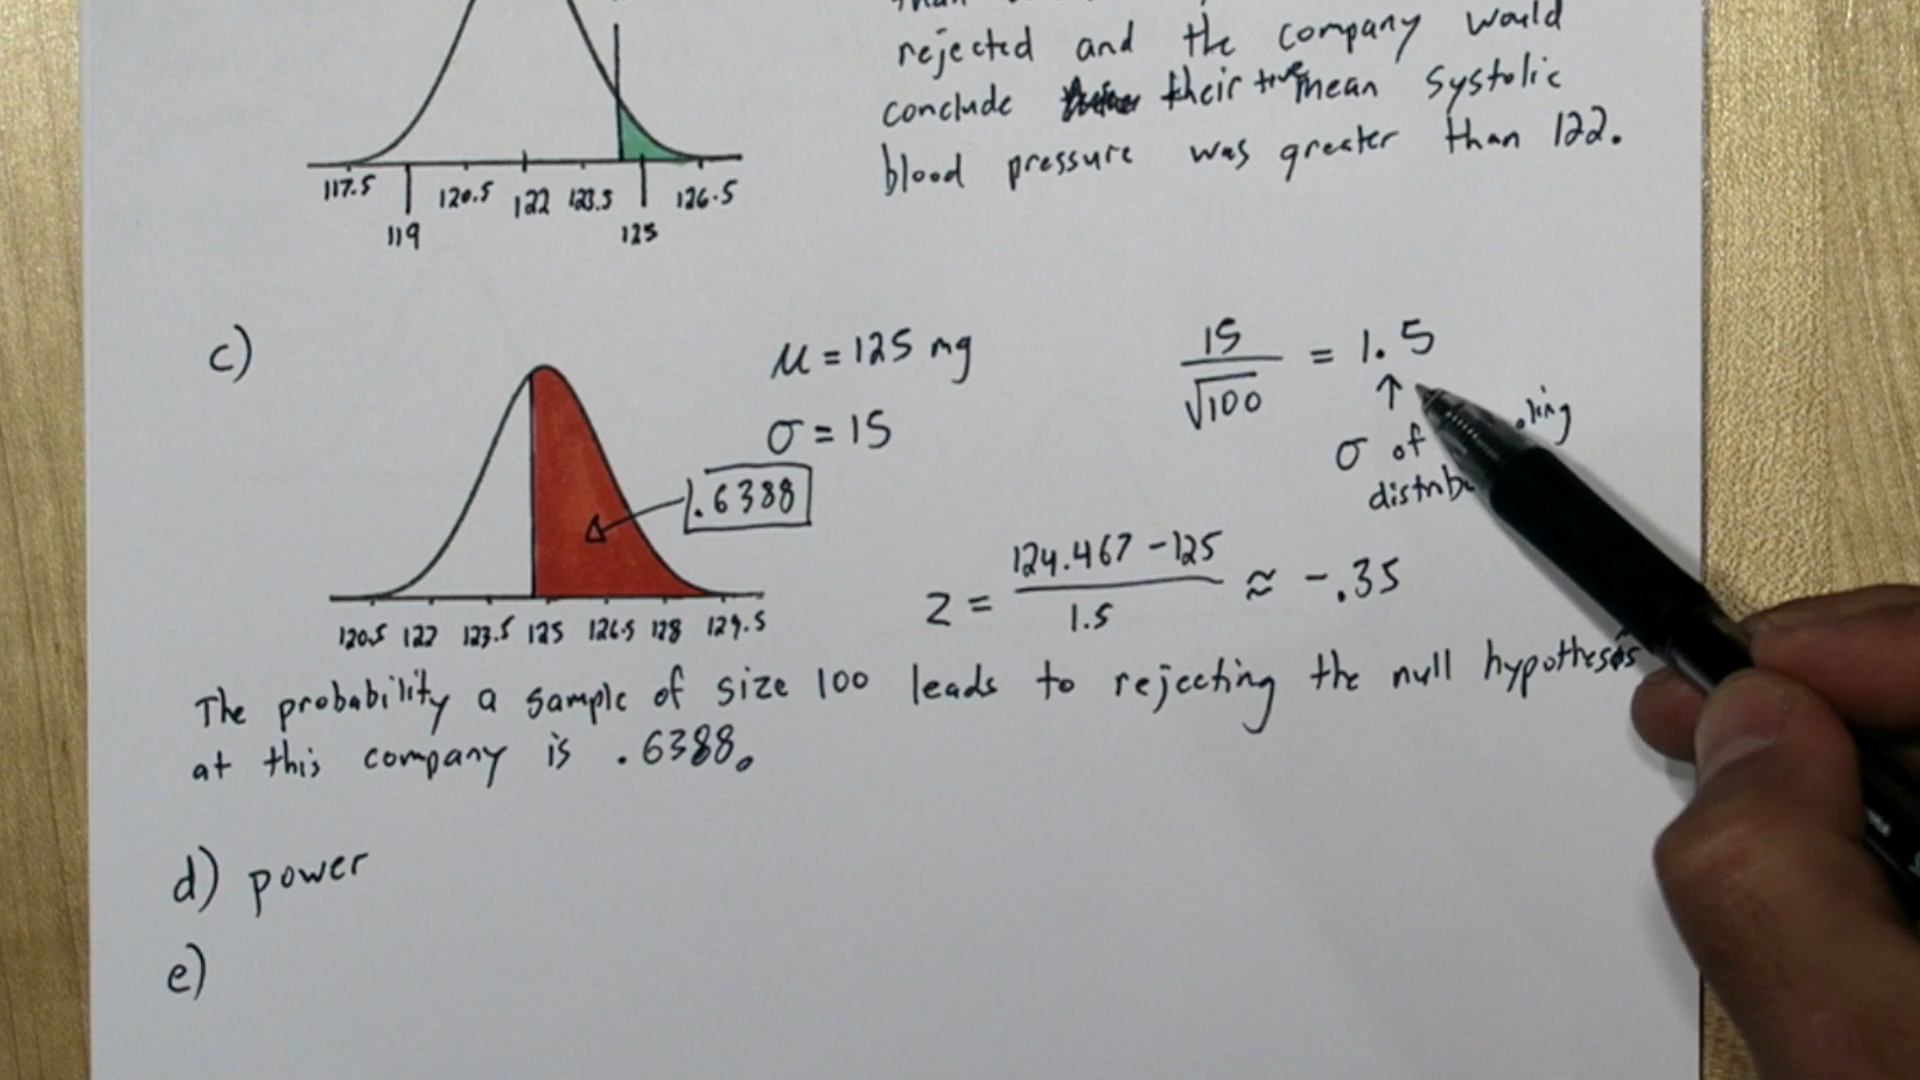 rejected and the company would
conclude their true mean systolic
blood pressure was greater than 122.
117.5 120.5 122 123.5 126.5
119 125
c)
μ = 125 mg
σ = 15
.6388
15
√100
= 1.5
↑
σ of
120.5 122 123.5 125 126.5 128 129.5
z = 124.467 - 125
1.5
≈ -.35
The probability a sample of size 100 leads to rejecting the null hypothesis
at this company is .6388.
d) power
e)